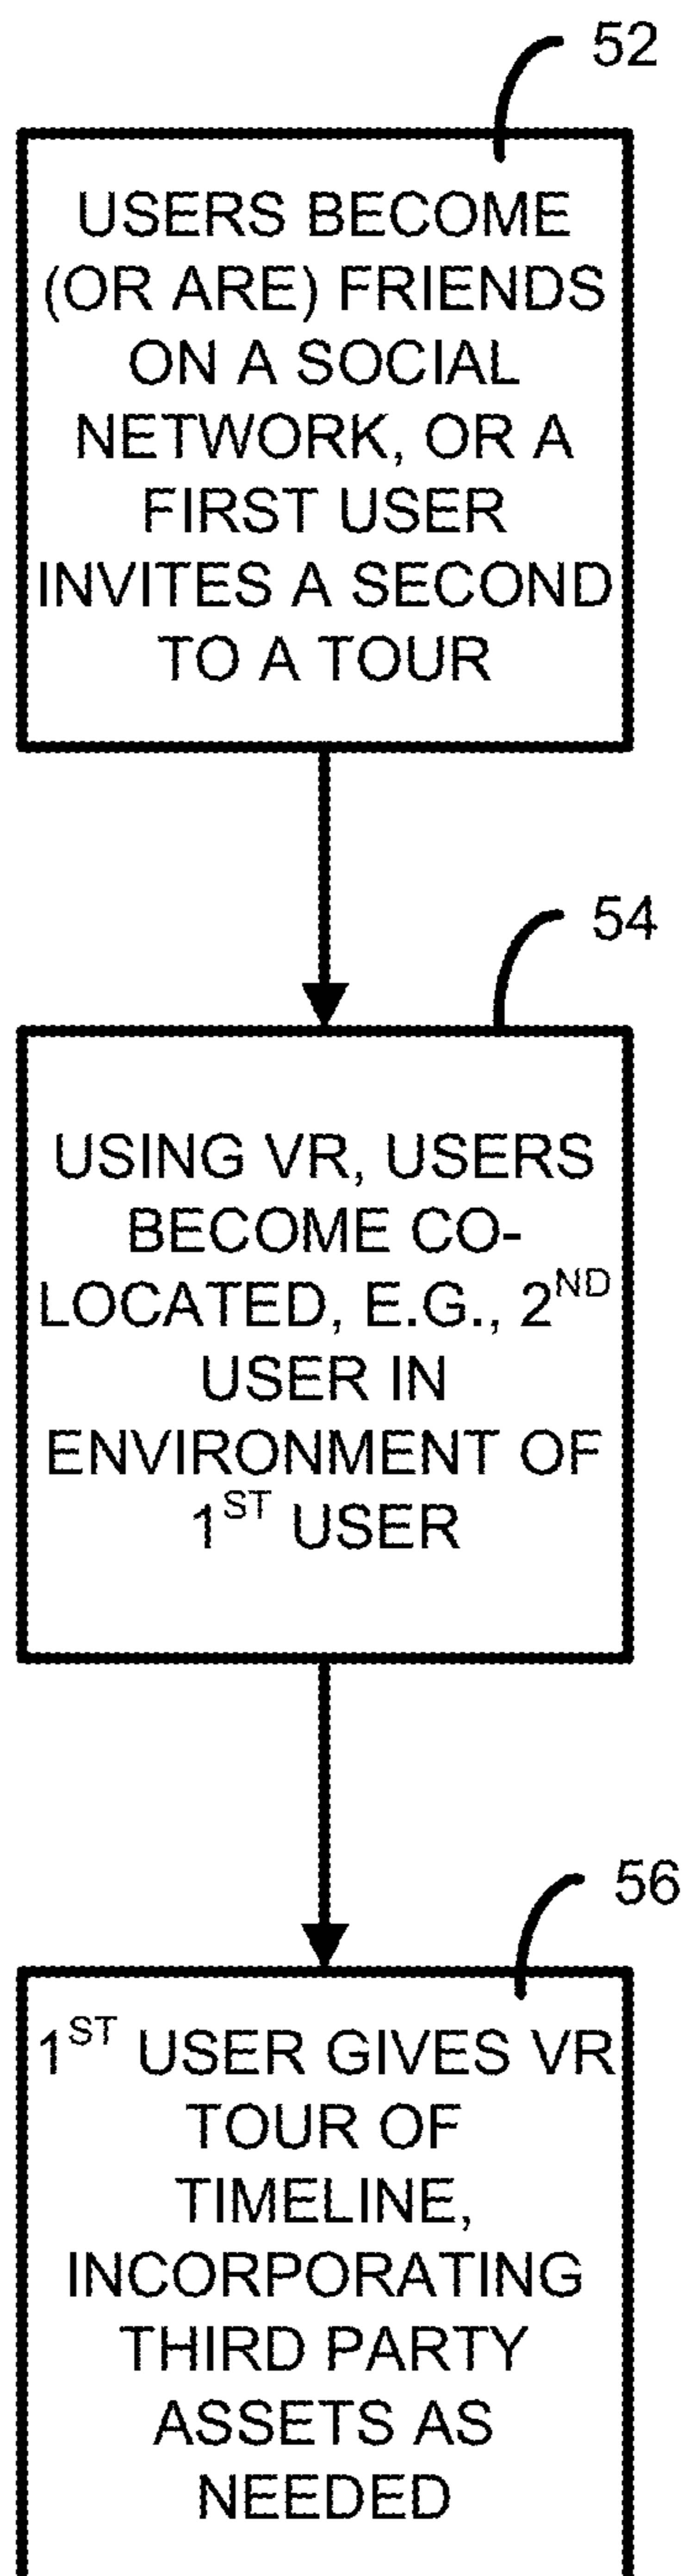 52
USERS BECOME
(OR ARE) FRIENDS
ON A SOCIAL
NETWORK, OR A
FIRST USER
INVITES A SECOND
TO A TOUR
54
USING VR, USERS
BECOME CO-
LOCATED, E.G., 2ND
USER IN
ENVIRONMENT OF
1ST USER
56
1ST USER GIVES VR
TOUR OF
TIMELINE,
INCORPORATING
THIRD PARTY
ASSETS AS
NEEDED